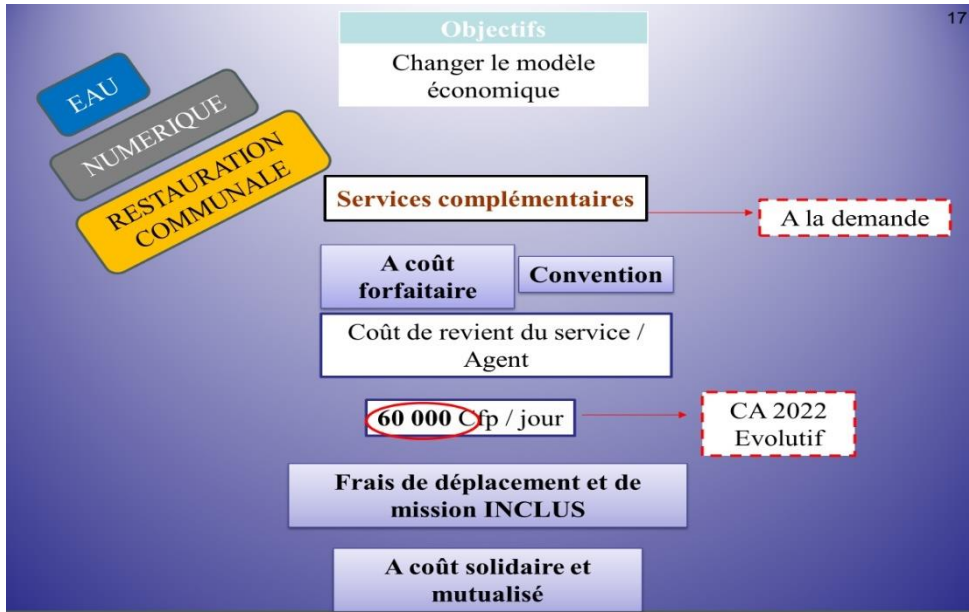 17
Objectifs
Changer le modèle
économique
EAU
NUMERIQUE
RESTAURATION
COMMUNALE
Services complémentaires
A la demande
A coût
forfaitaire
Convention
Coût de revient du service /
Agent
60 000 Cfp / jour
CA 2022
Evolutif
Frais de déplacement et de
mission INCLUS
A coût solidaire et
mutualisé